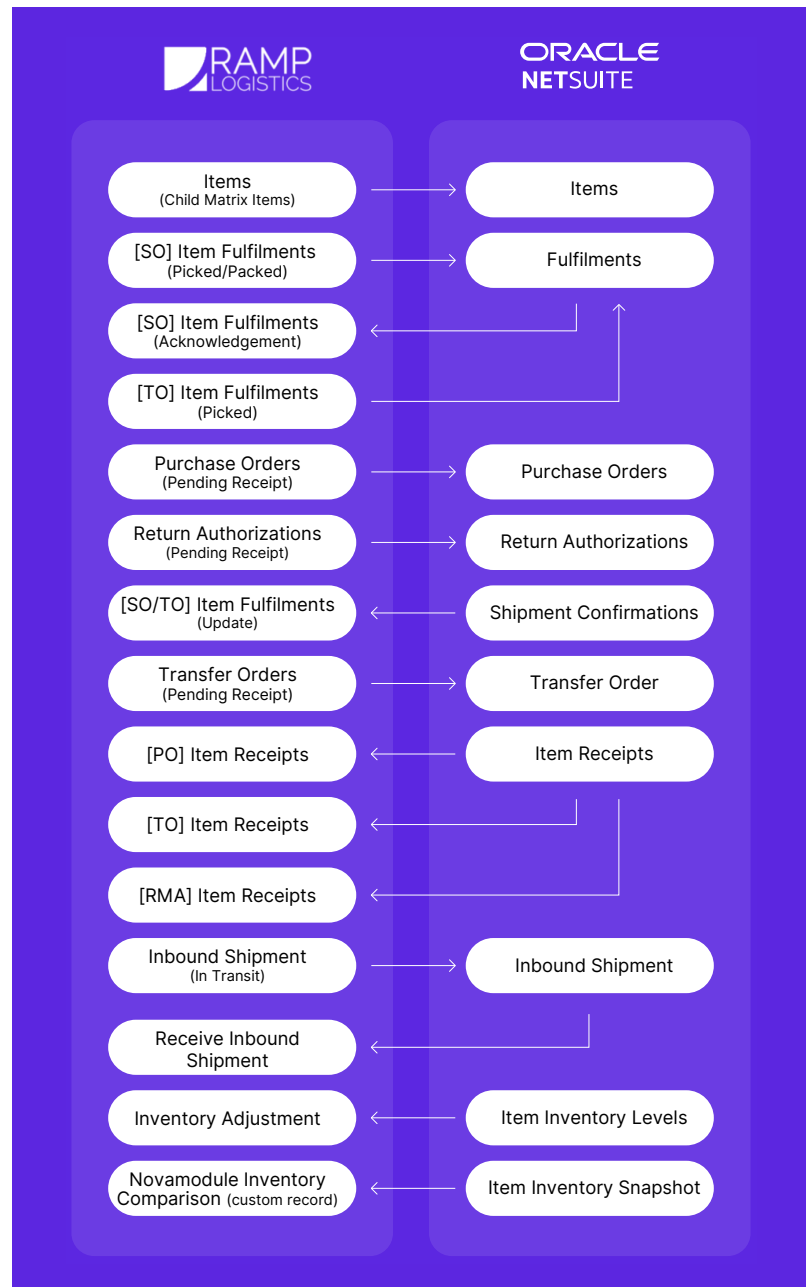 RAMP
LOGISTICS
ORACLE
NETSUITE
Items
(Child Matrix Items)
Items
[SO] Item Fulfilments
(Picked/Packed)
Fulfilments
[SO] Item Fulfilments
(Acknowledgement)
[TO] Item Fulfilments
(Picked)
Purchase Orders
(Pending Receipt)
Purchase Orders
Return Authorizations
(Pending Receipt)
Return Authorizations
[SO/TO] Item Fulfilments
(Update)
Shipment Confirmations
Transfer Orders
(Pending Receipt)
Transfer Order
[PO] Item Receipts
Item Receipts
[TO] Item Receipts
[RMA] Item Receipts
Inbound Shipment
(In Transit)
Inbound Shipment
Receive Inbound
Shipment
Inventory Adjustment
Item Inventory Levels
Novamodule Inventory
Comparison (custom record)
Item Inventory Snapshot